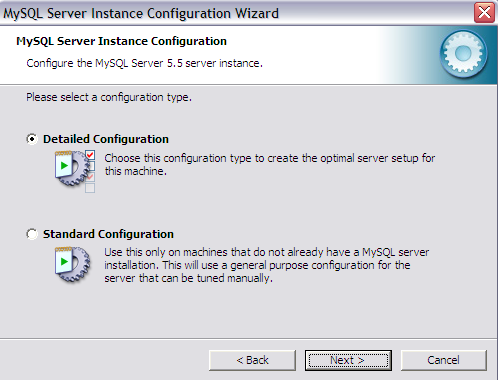 MySQL Server Instance Configuration Wizard
MySQL Server Instance Configuration
Configure the MySQL Server 5.5 server instance.
Please select a configuration type.
Detailed Configuration
Choose this configuration type to create the optimal server setup for
this machine.
Standard Configuration
Use this only on machines that do not already have a MySQL server
installation. This will use a general purpose configuration for the
server that can be tuned manually.
< Back
Next >
Cancel